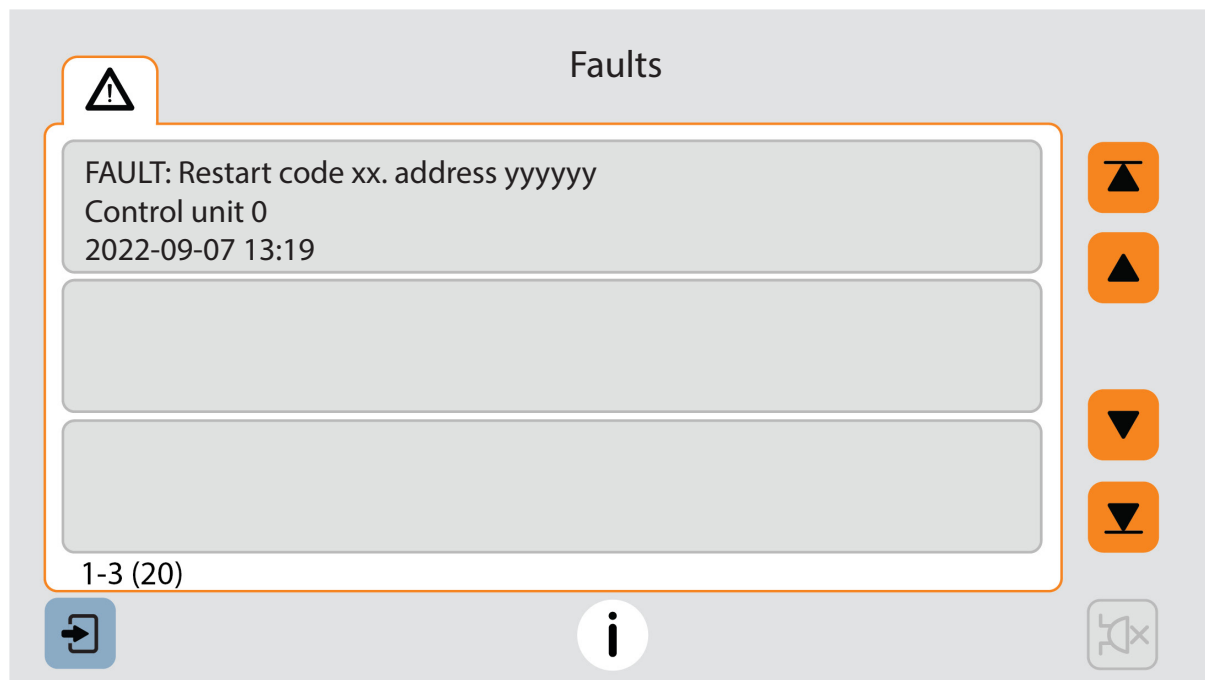 Faults
FAULT: Restart code xx. address yyyyyy
Control unit 0
2022-09-07 13:19
1-3 (20)
i